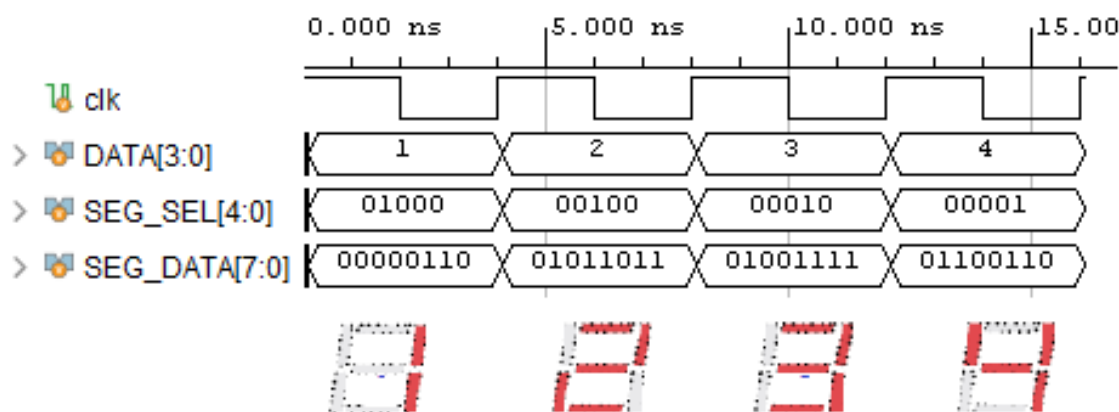 0.000 ns 5.000 ns 10.000 ns 15.00
clk
> DATA[3:0] 1 2 3 4
> SEG_SEL[4:0] 01000 00100 00010 00001
> SEG_DATA[7:0] 00000110 01011011 01001111 01100110